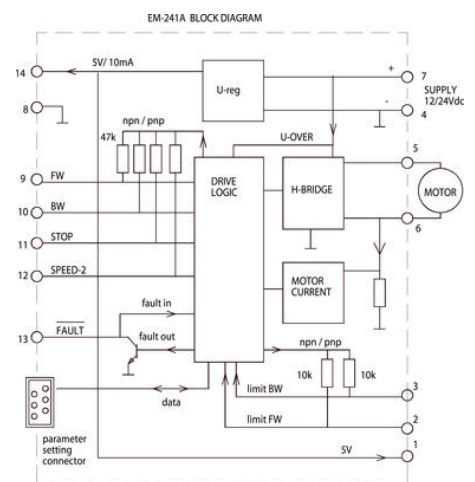 EM-241A BLOCK DIAGRAM
14
5V/ 10mA
U-reg
+
7
SUPPLY
12/24Vdc
8
-
4
npn / pnp
47k
U-OVER
5
9
FW
DRIVE
LOGIC
H-BRIDGE
MOTOR
10
BW
6
11
STOP
12
SPEED-2
MOTOR
CURRENT
fault in
13
FAULT
fault out
npn / pnp
10k
10k
data
limit BW
3
limit FW
2
parameter
setting
connector
5V
1